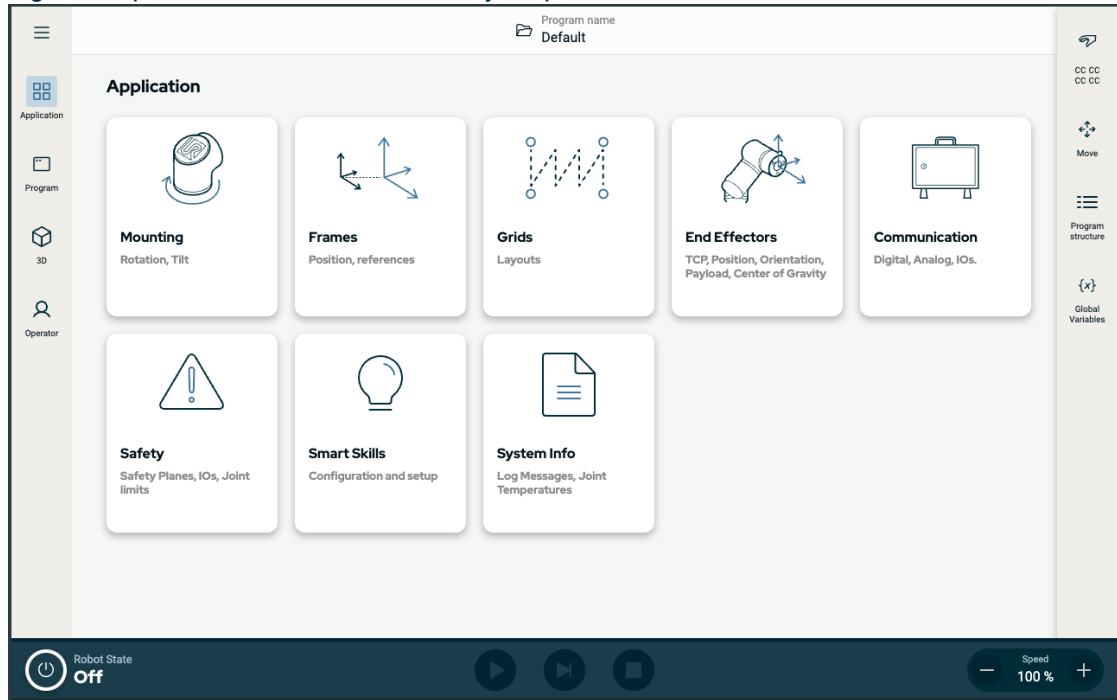 Program name
Default
Application
Application
Program
3D
Operator
Mounting
Rotation, Tilt
Frames
Position, references
Grids
Layouts
End Effectors
TCP, Position, Orientation,
Payload, Center of Gravity
Communication
Digital, Analog, IOs.
Safety
Safety Planes, IOs, Joint
limits
Smart Skills
Configuration and setup
System Info
Log Messages, Joint
Temperatures
CC CC
CC CC
Move
Program
structure
{x}
Global
Variables
Robot State
Off
Speed
100 %